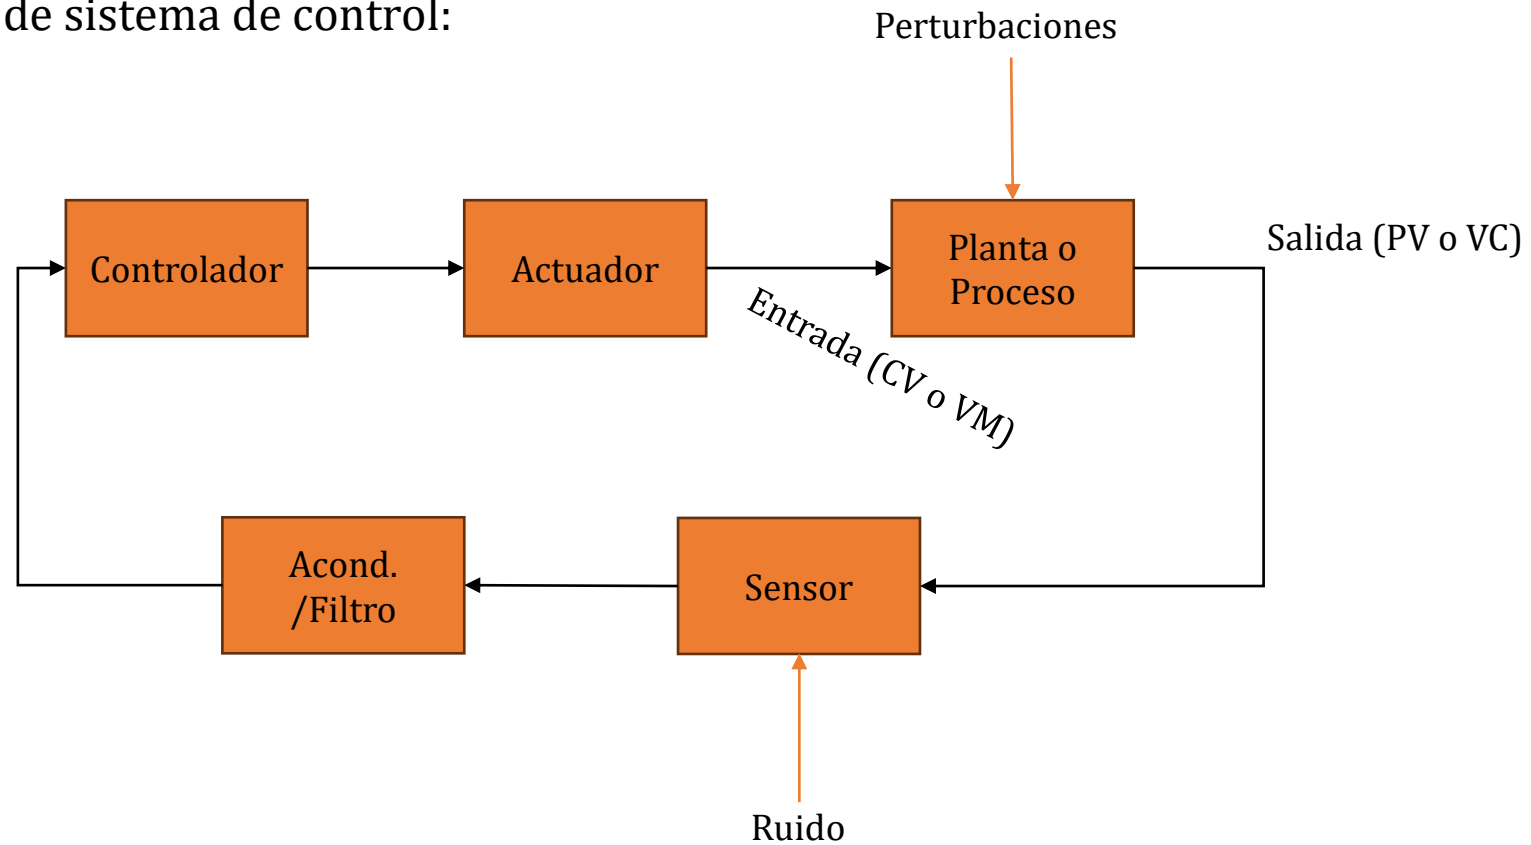 de sistema de control:
Perturbaciones
Controlador
Actuador
Planta o
Proceso
Salida (PV o VC)
Entrada (CV o VM)
Acond.
/Filtro
Sensor
Ruido